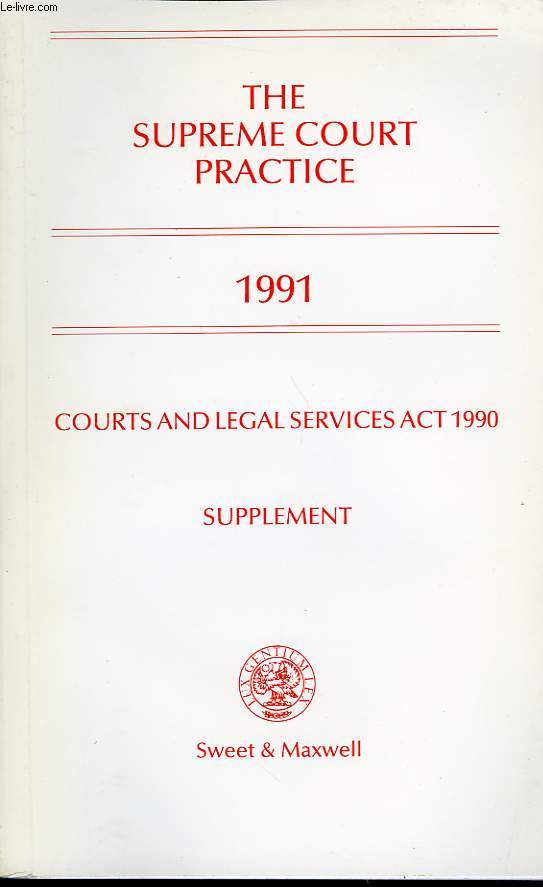 Le-livre.com
THE
SUPREME COURT
PRACTICE
1991
COURTS AND LEGAL SERVICES ACT 1990
SUPPLEMENT
LUX GENTIUM LEX
Sweet & Maxwell